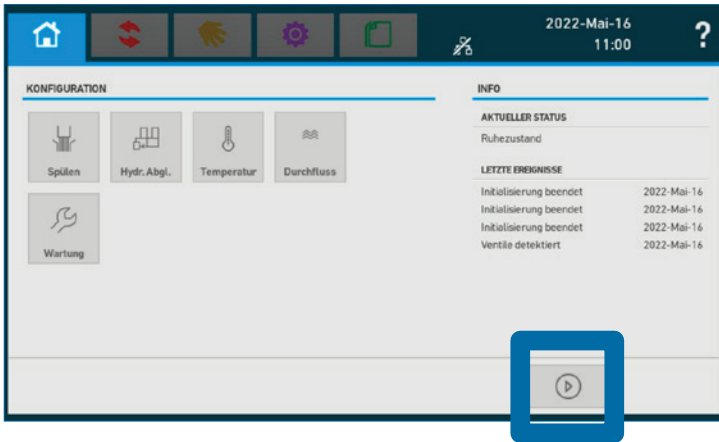 2022-Mai-16
11:00
?
KONFIGURATION
Spülen
Hydr. Abgl.
Temperatur
Durchfluss
Wartung
INFO
AKTUELLER STATUS
Ruhezustand
LETZTE EREIGNISSE
Initialisierung beendet 2022-Mai-16
Initialisierung beendet 2022-Mai-16
Initialisierung beendet 2022-Mai-16
Ventile detektiert 2022-Mai-16